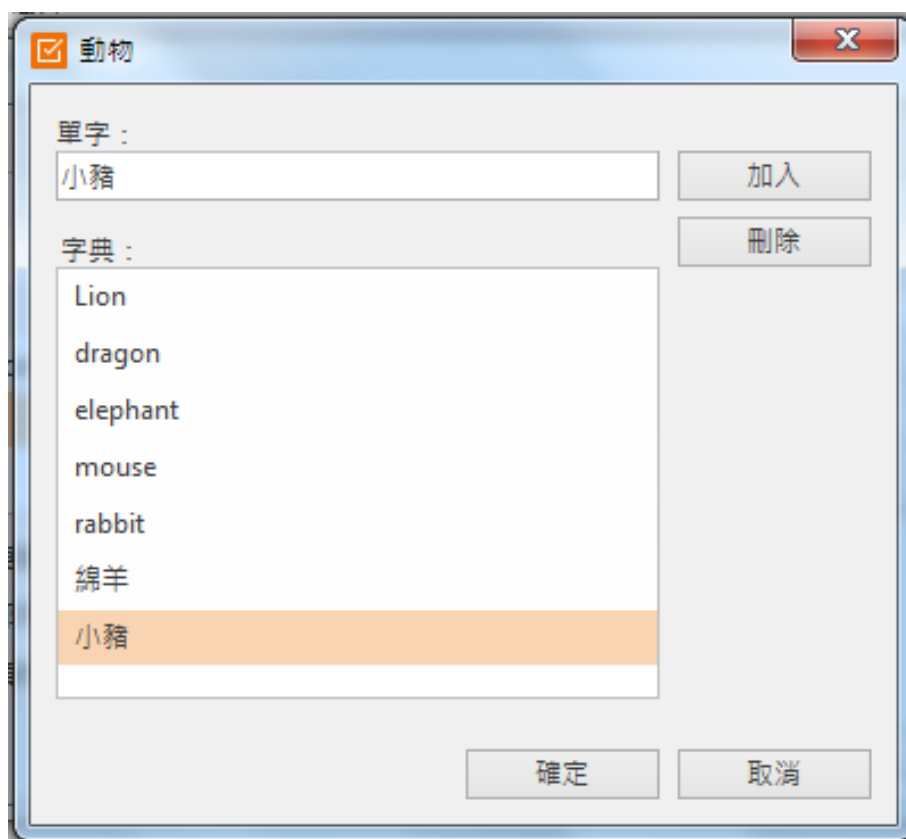 動物
單字：
小豬
加入
刪除
字典：
Lion
dragon
elephant
mouse
rabbit
綿羊
小豬
確定
取消